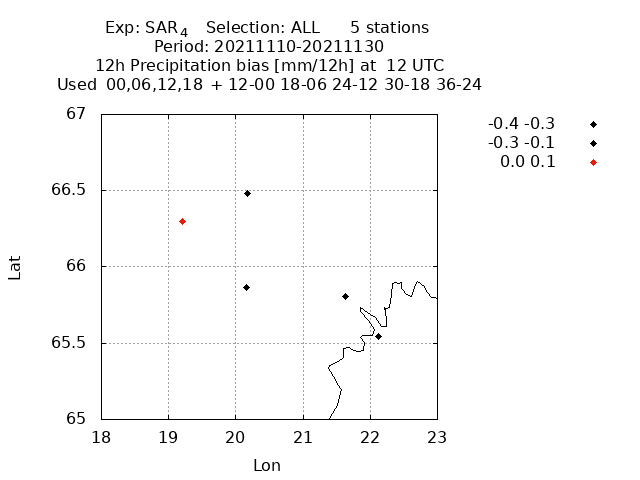 Exp: SAR4 Selection: ALL 5 stations
Period: 20211110-20211130
12h Precipitation bias [mm/12h] at 12 UTC
Used 00,06,12,18 + 12-00 18-06 24-12 30-18 36-24
67
66.5
66
65.5
65
Lat
18 19 20 21 22 23
Lon
-0.4 -0.3
-0.3 -0.1
0.0 0.1